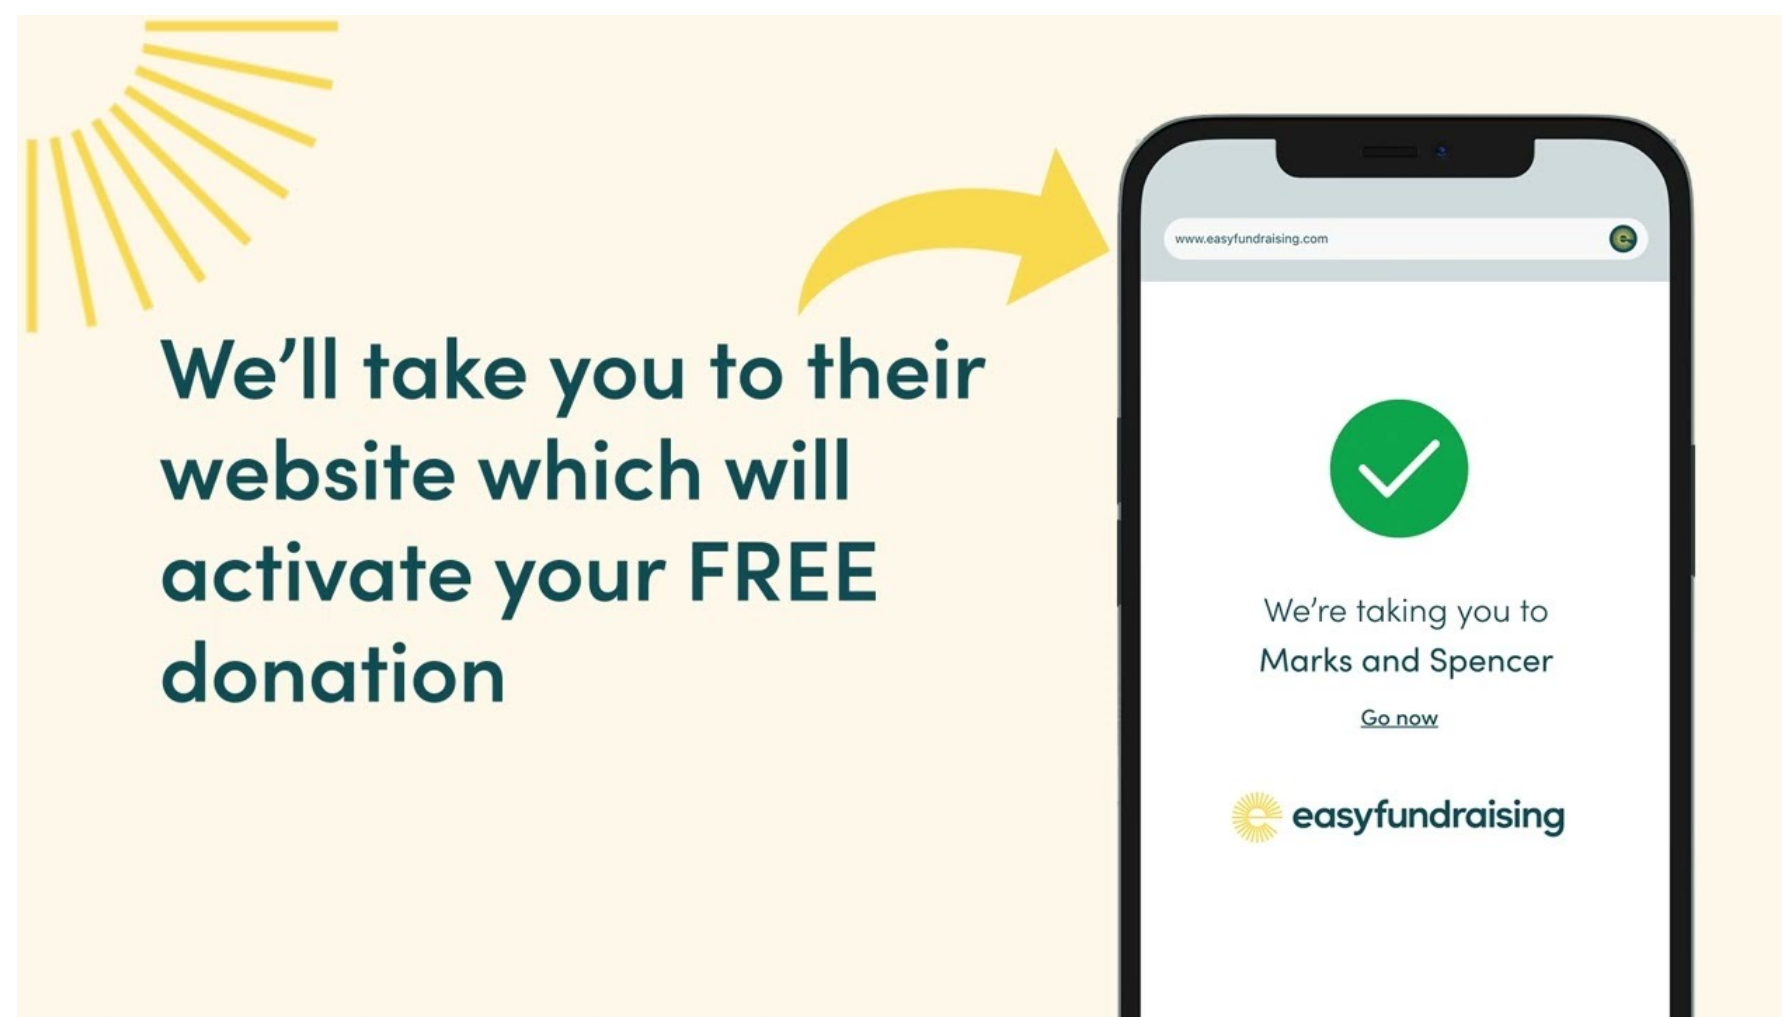 We’ll take you to their
website which will
activate your FREE
donation
www.easyfundraising.com
e
We’re taking you to
Marks and Spencer
Go now
e easyfundraising